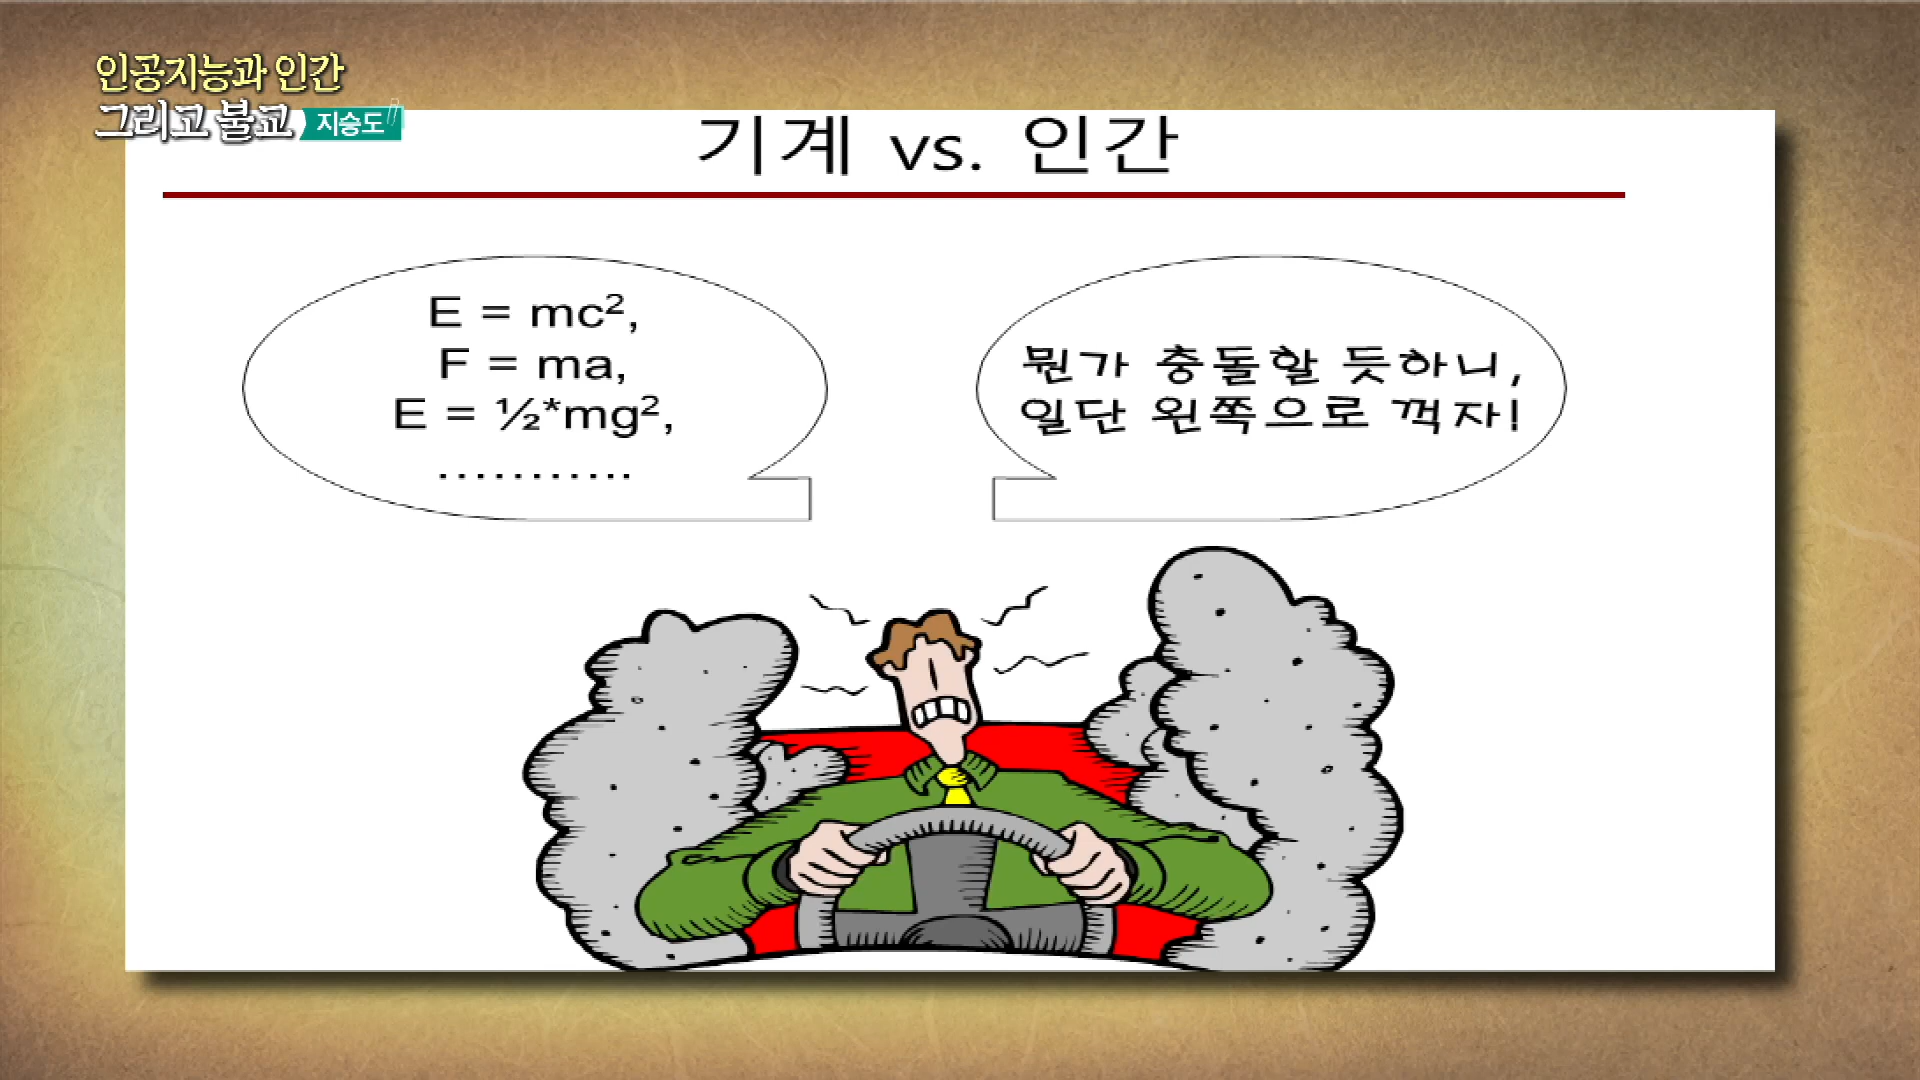 인공지능과 인간
그리고 불교 지승도
기계 vs. 인간
E = mc²,
F = ma,
E = ½*mg²,
...........
뭔가 충돌할 듯하니,
일단 왼쪽으로 꺽자!